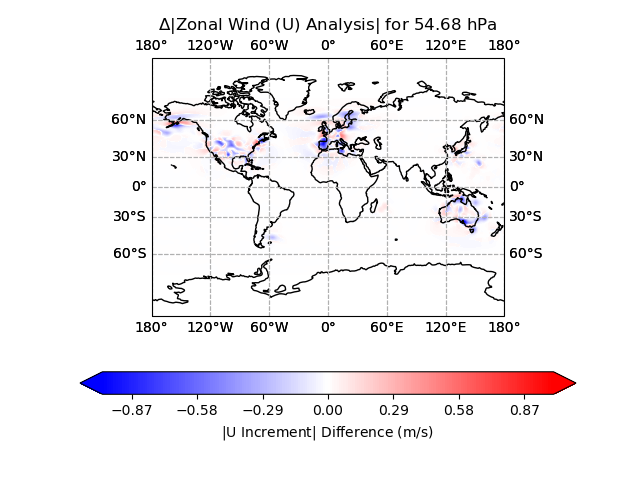 Δ|Zonal Wind (U) Analysis| for 54.68 hPa
180° 120°W 60°W 0° 60°E 120°E 180°
60°N 60°N
30°N 30°N
0° 0°
30°S 30°S
60°S 60°S
180° 120°W 60°W 0° 60°E 120°E 180°
−0.87 −0.58 −0.29 0.00 0.29 0.58 0.87
|U Increment| Difference (m/s)